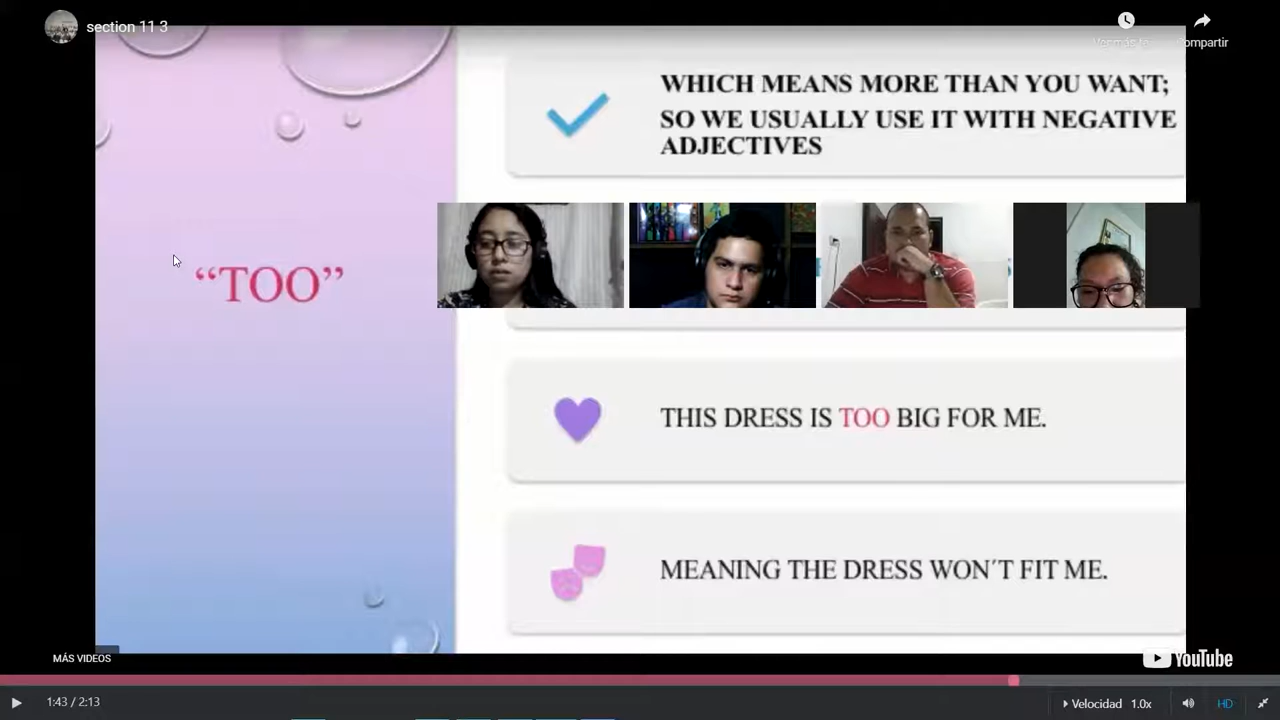 section 11 3
Compartir
WHICH MEANS MORE THAN YOU WANT;
SO WE USUALLY USE IT WITH NEGATIVE
ADJECTIVES
“TOO”
THIS DRESS IS TOO BIG FOR ME.
MEANING THE DRESS WON´T FIT ME.
MÁS VIDEOS
YouTube
1:43 / 2:13
Velocidad 1.0x
HD